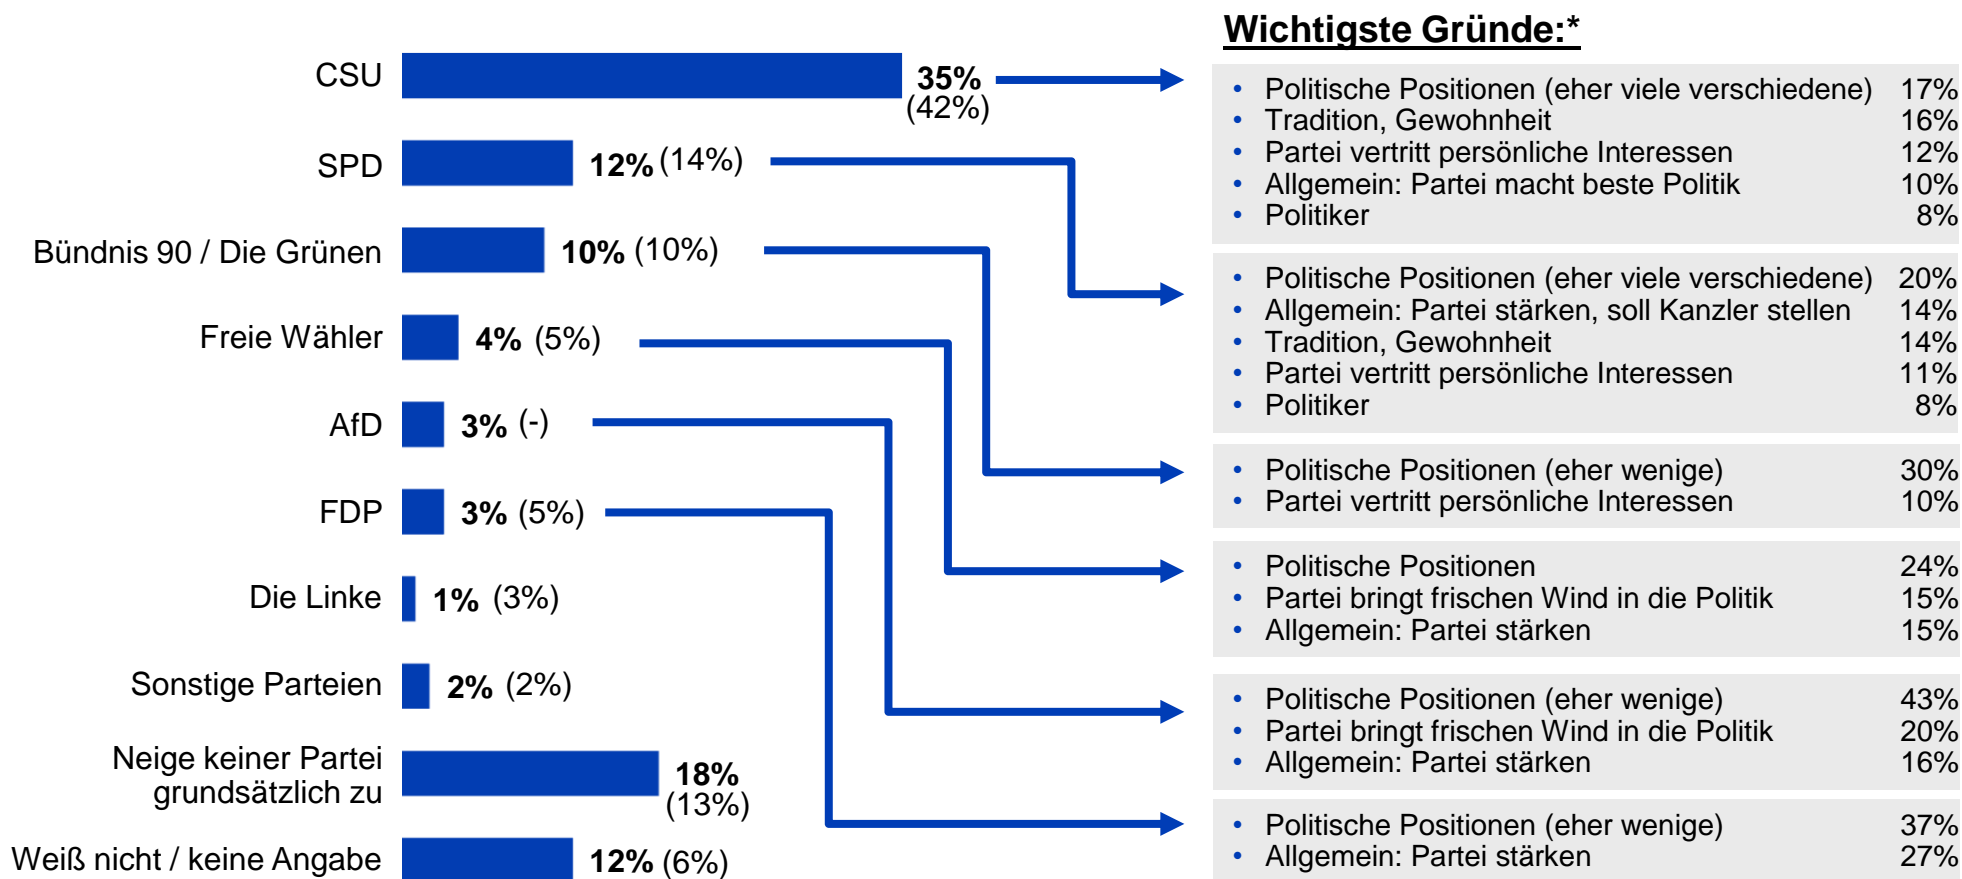 Wichtigste Gründe:*
CSU 35%
(42%)
SPD 12% (14%)
Bündnis 90 / Die Grünen 10% (10%)
Freie Wähler 4% (5%)
AfD 3% (-)
FDP 3% (5%)
Die Linke 1% (3%)
Sonstige Parteien 2% (2%)
Neige keiner Partei
grundsätzlich zu 18%
(13%)
Weiß nicht / keine Angabe 12% (6%)
• Politische Positionen (eher viele verschiedene) 17%
• Tradition, Gewohnheit 16%
• Partei vertritt persönliche Interessen 12%
• Allgemein: Partei macht beste Politik 10%
• Politiker 8%
• Politische Positionen (eher viele verschiedene) 20%
• Allgemein: Partei stärken, soll Kanzler stellen 14%
• Tradition, Gewohnheit 14%
• Partei vertritt persönliche Interessen 11%
• Politiker 8%
• Politische Positionen (eher wenige) 30%
• Partei vertritt persönliche Interessen 10%
• Politische Positionen 24%
• Partei bringt frischen Wind in die Politik 15%
• Allgemein: Partei stärken 15%
• Politische Positionen (eher wenige) 43%
• Partei bringt frischen Wind in die Politik 20%
• Allgemein: Partei stärken 16%
• Politische Positionen (eher wenige) 37%
• Allgemein: Partei stärken 27%